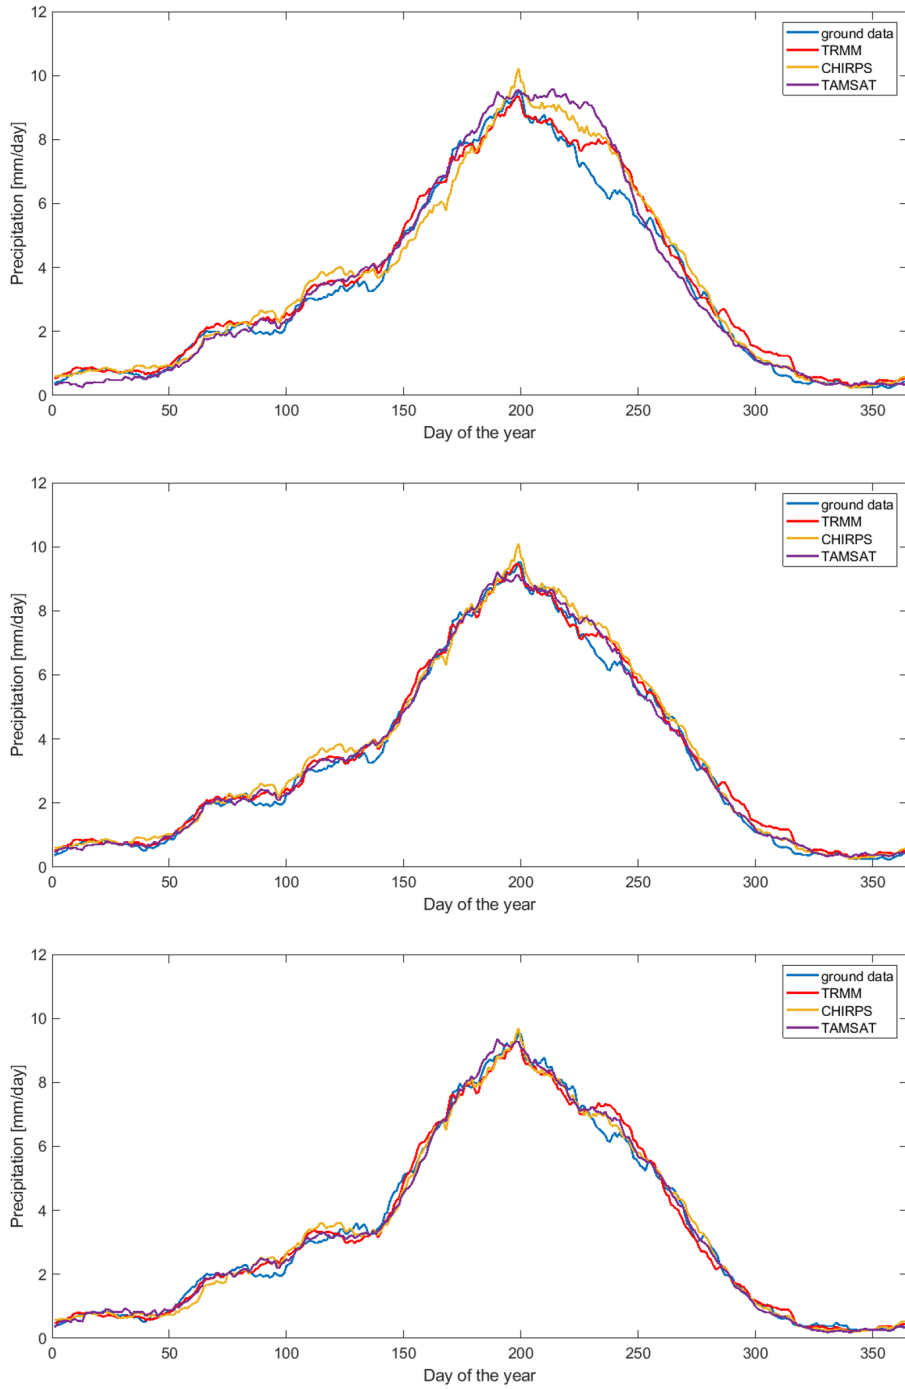 12
10
8
6
4
2
0
Precipitation [mm/day]
ground data
TRMM
CHIRPS
TAMSAT
0 50 100 150 200 250 300 350
Day of the year
12
10
8
6
4
2
0
Precipitation [mm/day]
ground data
TRMM
CHIRPS
TAMSAT
0 50 100 150 200 250 300 350
Day of the year
12
10
8
6
4
2
0
Precipitation [mm/day]
ground data
TRMM
CHIRPS
TAMSAT
0 50 100 150 200 250 300 350
Day of the year